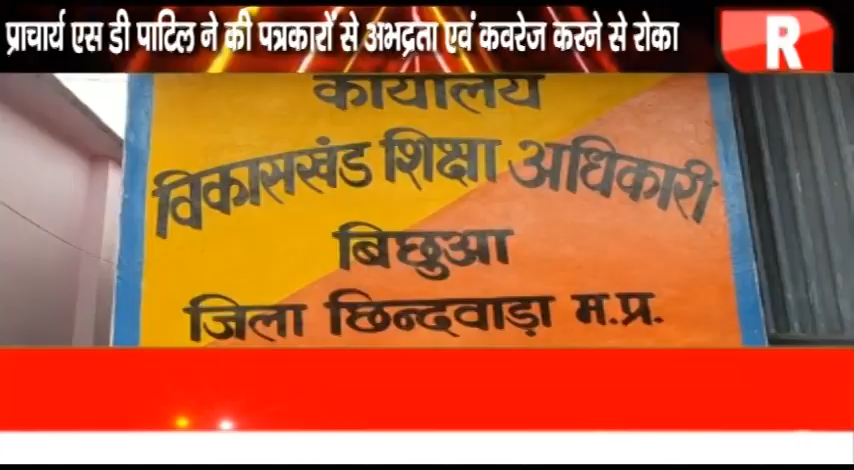 प्राचार्य एस डी पाटिल ने की पत्रकारों से अभद्रता एवं कवरेज करने से रोका
R
कार्यालय
विकासखंड शिक्षा अधिकारी
बिछुआ
जिला छिन्दवाड़ा म.प्र.